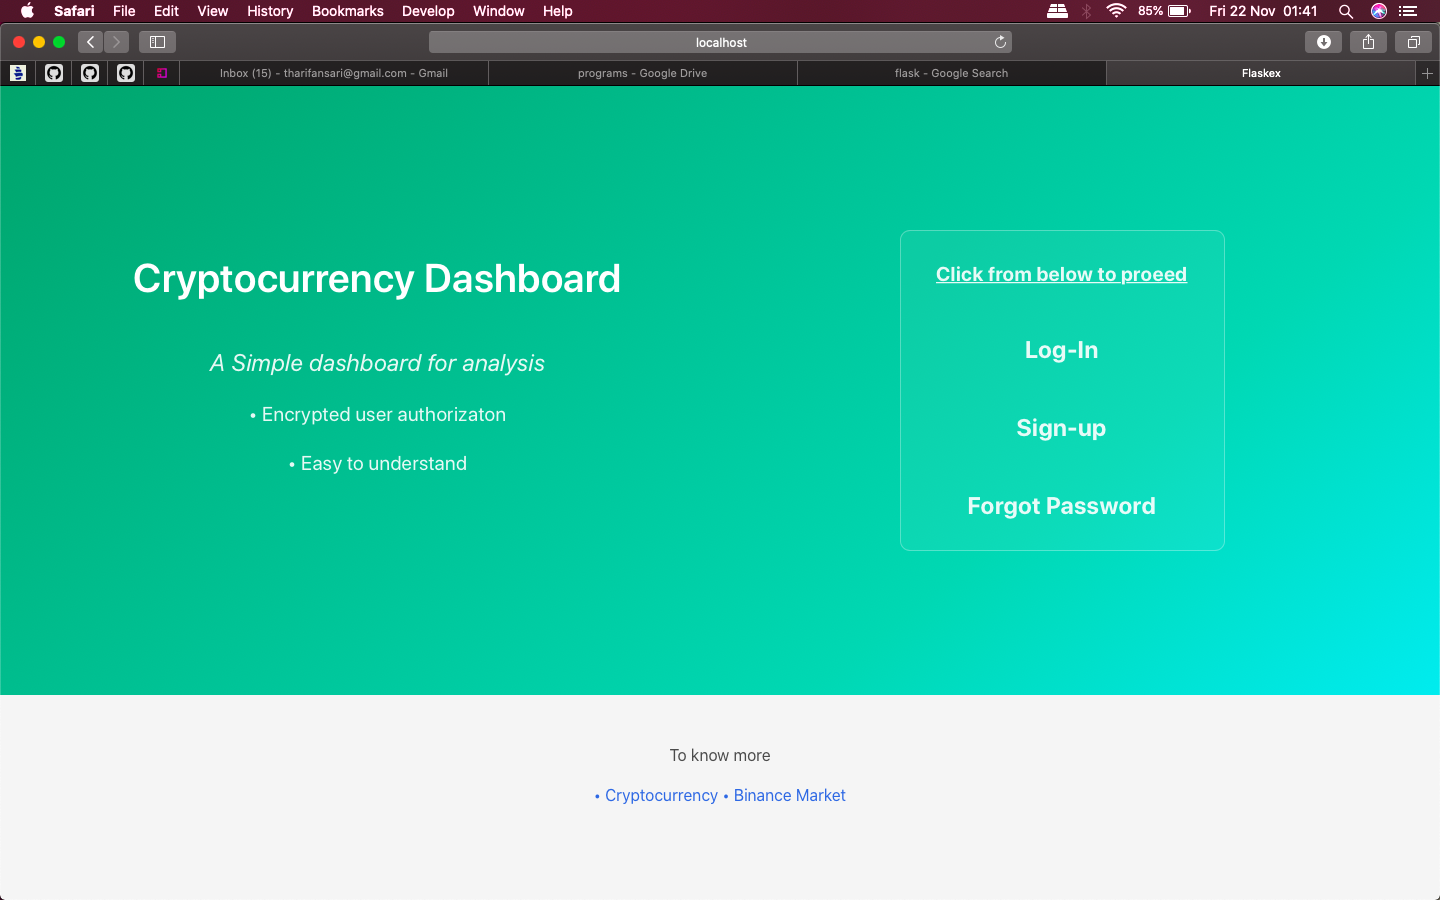 Safari File Edit View History Bookmarks Develop Window Help 85% Fri 22 Nov 01:41
localhost
Inbox (15) - tharifansari@gmail.com - Gmail programs - Google Drive flask - Google Search Flaskex
Cryptocurrency Dashboard
A Simple dashboard for analysis
• Encrypted user authorizaton
• Easy to understand
Click from below to proeed
Log-In
Sign-up
Forgot Password
To know more
• Cryptocurrency • Binance Market